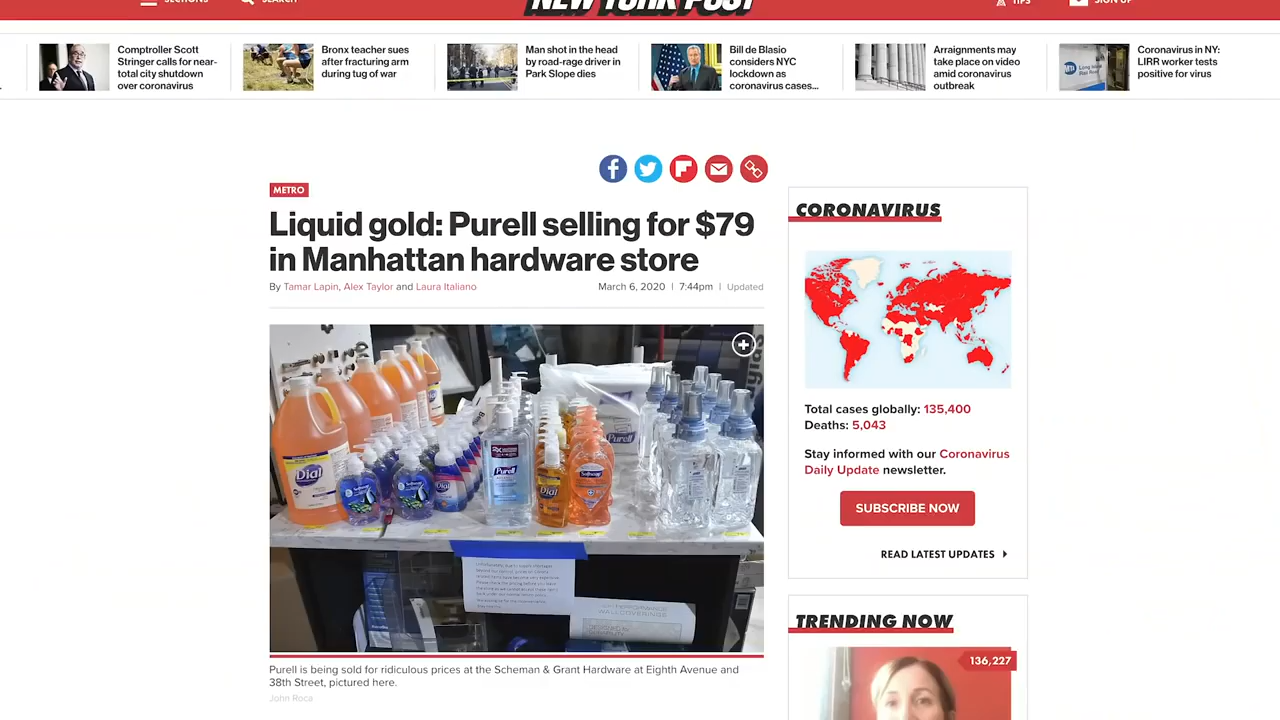 SECTIONS
SEARCH
NEW YORK POST
TIPS
SIGN UP
Comptroller Scott
Stringer calls for near-
total city shutdown
over coronavirus
Bronx teacher sues
after fracturing arm
during tug of war
Man shot in the head
by road-rage driver in
Park Slope dies
Bill de Blasio
considers NYC
lockdown as
coronavirus cases...
Arraignments may
take place on video
amid coronavirus
outbreak
Coronavirus in NY:
LIRR worker tests
positive for virus
METRO
Liquid gold: Purell selling for $79
in Manhattan hardware store
By Tamar Lapin, Alex Taylor and Laura Italiano
March 6, 2020 | 7:44pm | Updated
Dial
Purell
Dial
Softsoap
Dial
Purell
Purell is being sold for ridiculous prices at the Scheman & Grant Hardware at Eighth Avenue and
38th Street, pictured here.
John Roca
CORONAVIRUS
Total cases globally: 135,400
Deaths: 5,043
Stay informed with our Coronavirus
Daily Update newsletter.
SUBSCRIBE NOW
READ LATEST UPDATES
TRENDING NOW
136,227